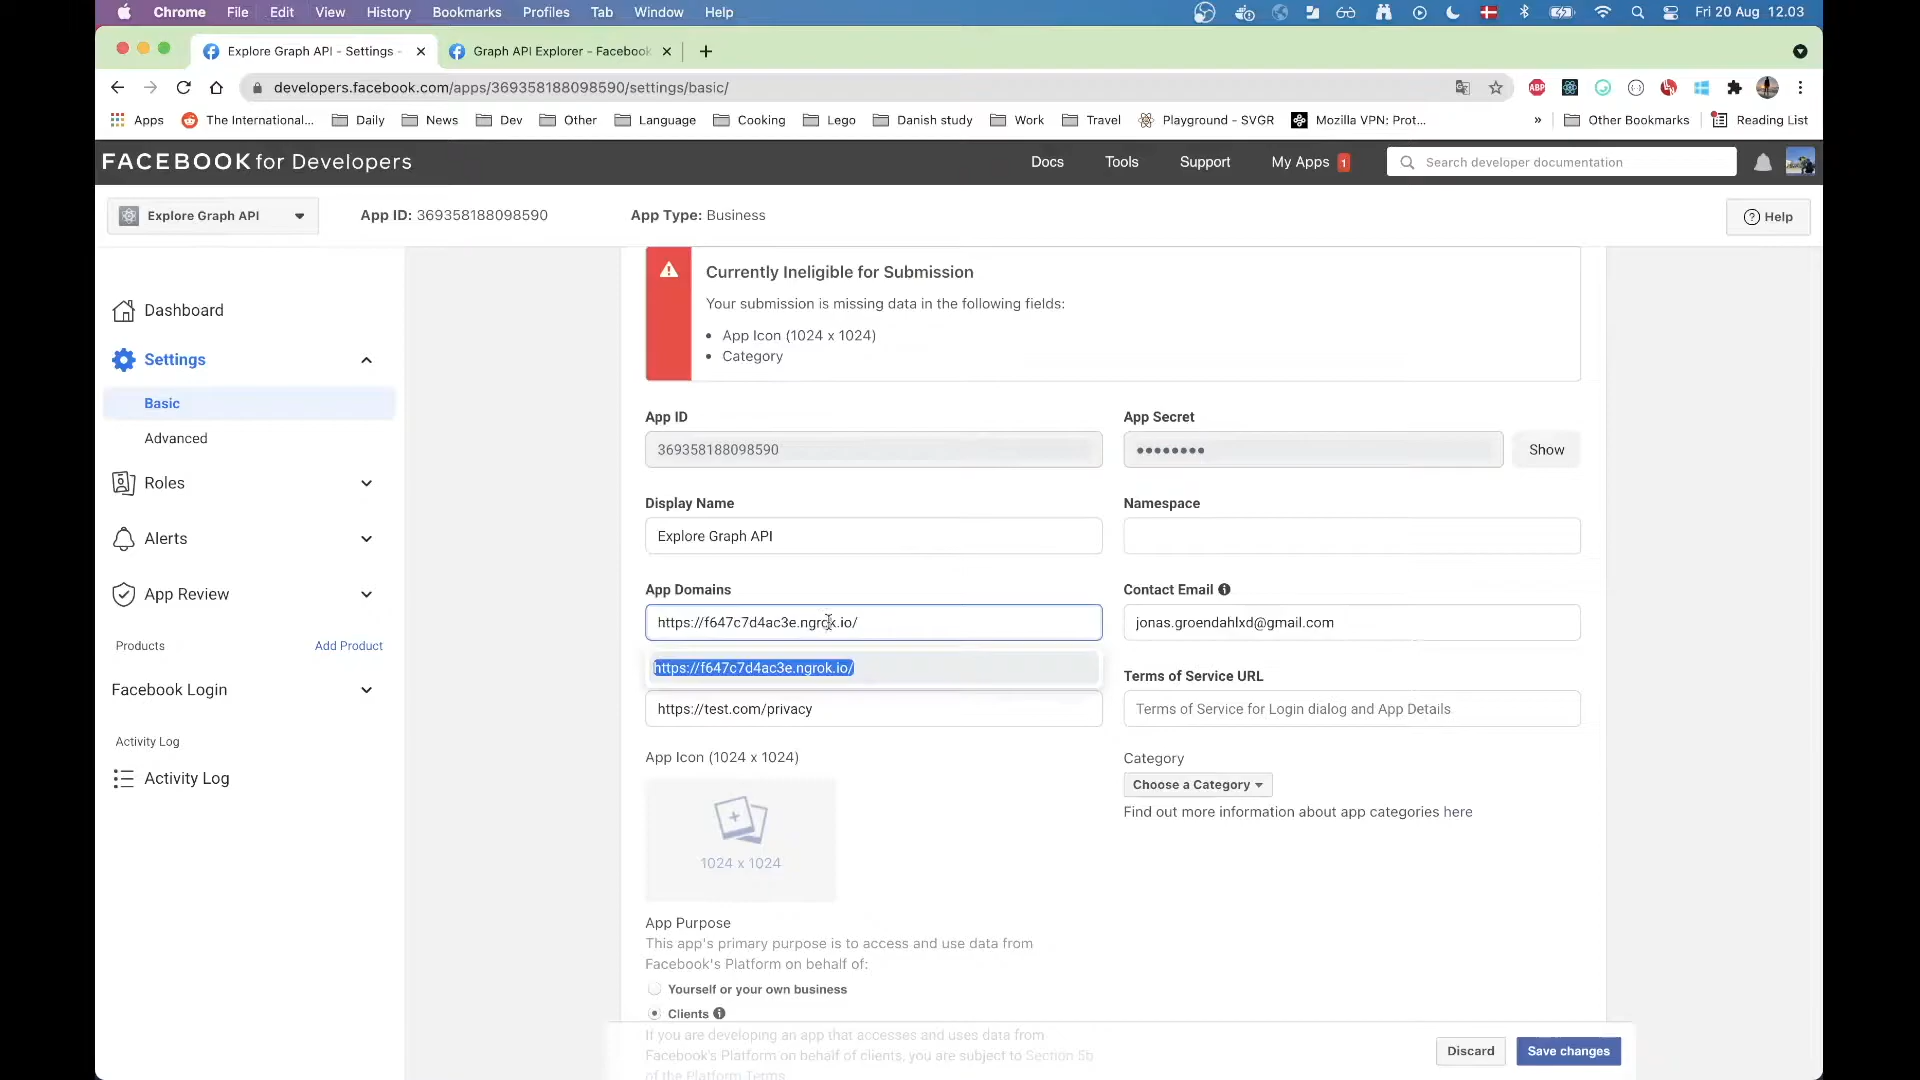 Chrome File Edit View History Bookmarks Profiles Tab Window Help Fri 20 Aug 12.03
Explore Graph API - Settings - Graph API Explorer - Facebook
developers.facebook.com/apps/369358188098590/settings/basic/
ABP
Apps The International... Daily News Dev Other Language Cooking Lego Danish study Work Travel Playground - SVGR Mozilla VPN: Prot... » Other Bookmarks Reading List
FACEBOOK for Developers Docs Tools Support My Apps 1 Search developer documentation
Explore Graph API App ID: 369358188098590 App Type: Business Help
Currently Ineligible for Submission
Your submission is missing data in the following fields:
• App Icon (1024 x 1024)
• Category
Dashboard
Settings
Basic
Advanced
Roles
Alerts
App Review
Products Add Product
Facebook Login
Activity Log
Activity Log
App ID App Secret
369358188098590 •••••••• Show
Display Name Namespace
Explore Graph API
App Domains Contact Email
https://f647c7d4ac3e.ngrok.io/ jonas.groendahlxd@gmail.com
https://f647c7d4ac3e.ngrok.io/
Terms of Service URL
https://test.com/privacy Terms of Service for Login dialog and App Details
App Icon (1024 x 1024) Category
Choose a Category
Find out more information about app categories here
1024 x 1024
App Purpose
This app's primary purpose is to access and use data from
Facebook's Platform on behalf of:
Yourself or your own business
Clients
If you are developing an app that accesses and uses data from
Facebook's Platform on behalf of clients, you are subject to Section 5b
of the Platform Terms
Discard Save changes